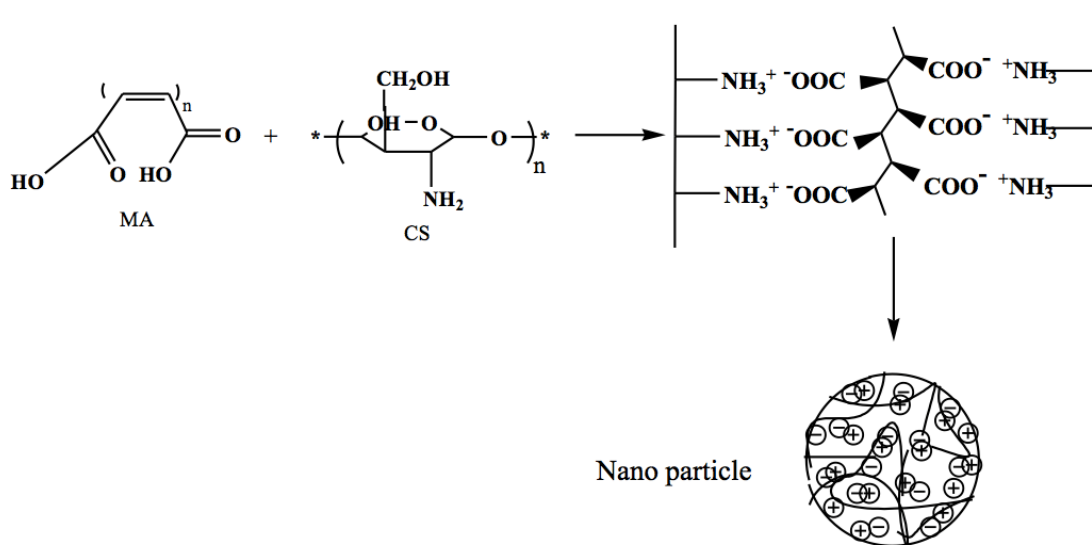 ( )n
O
HO
O HO
MA
+
CH2OH
OH-O
*-( -O-)n*
NH2
CS
NH3+ -OOC COO- +NH3
NH3+ -OOC COO- +NH3
NH3+ -OOC COO- +NH3
Nano particle